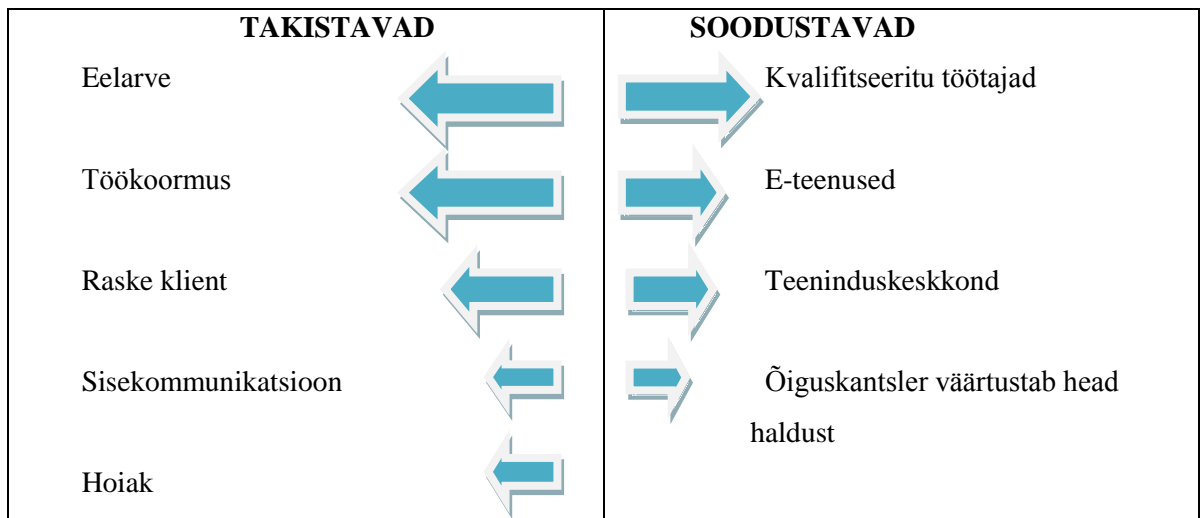 TAKISTAVAD
Eelarve
Töökoormus
Raske klient
Sisekommunikatsioon
Hoiak
SOODUSTAVAD
Kvalifitseeritu töötajad
E-teenused
Teeninduskeskkond
Õiguskantsler väärtustab head
haldust